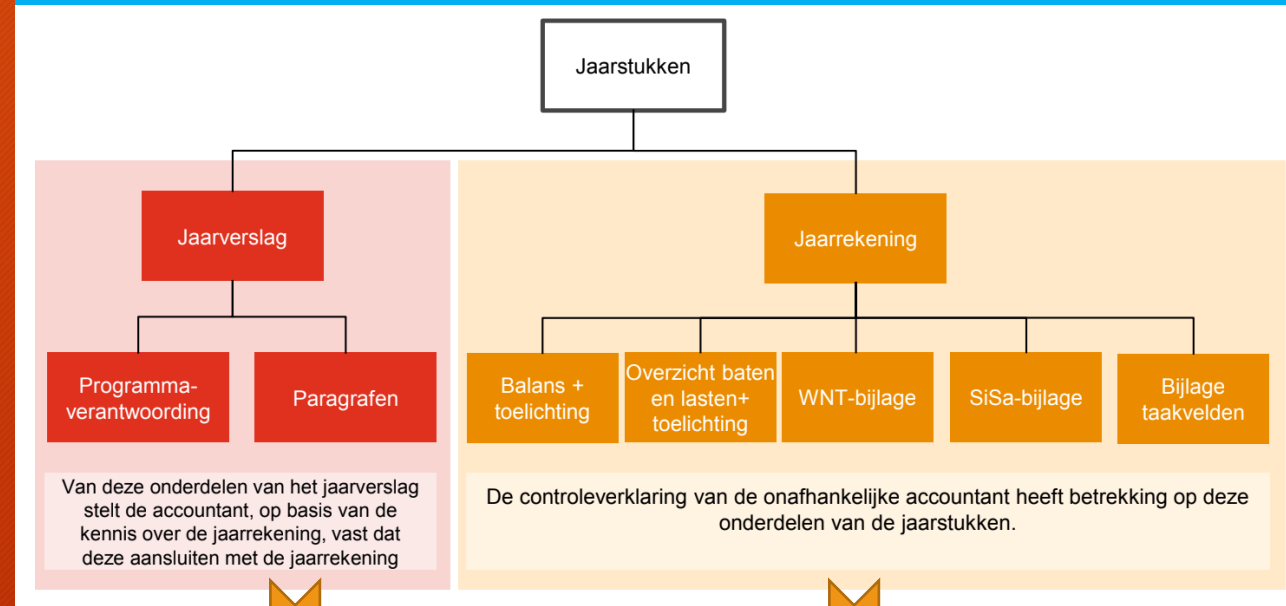 Jaarstukken
Jaarverslag
Jaarrekening
Programma-
verantwoording
Paragrafen
Balans +
toelichting
Overzicht baten
en lasten+
toelichting
WNT-bijlage
SiSa-bijlage
Bijlage
taakvelden
Van deze onderdelen van het jaarverslag
stelt de accountant, op basis van de
kennis over de jaarrekening, vast dat
deze aansluiten met de jaarrekening
De controleverklaring van de onafhankelijke accountant heeft betrekking op deze
onderdelen van de jaarstukken.